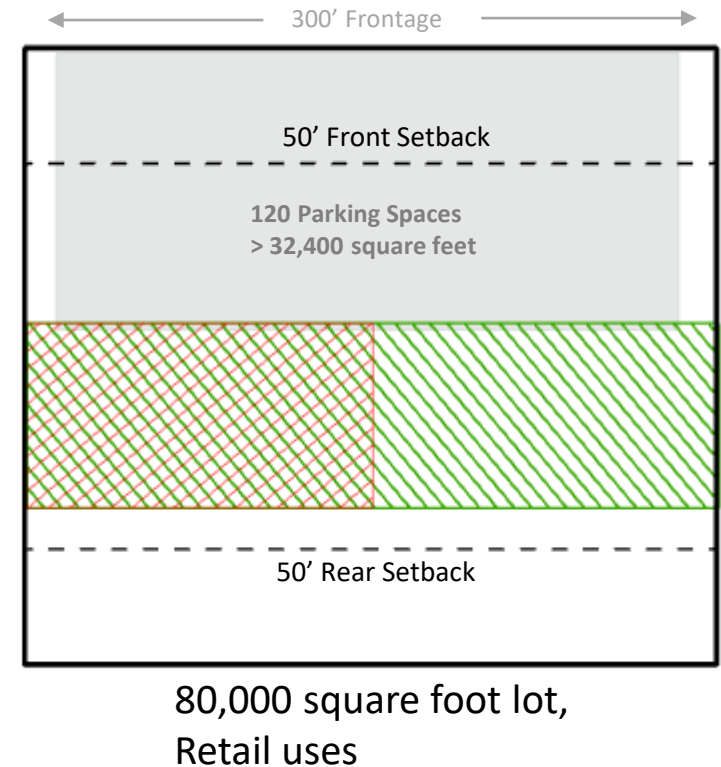 300’ Frontage
50’ Front Setback
120 Parking Spaces
> 32,400 square feet
50’ Rear Setback
80,000 square foot lot,
Retail uses